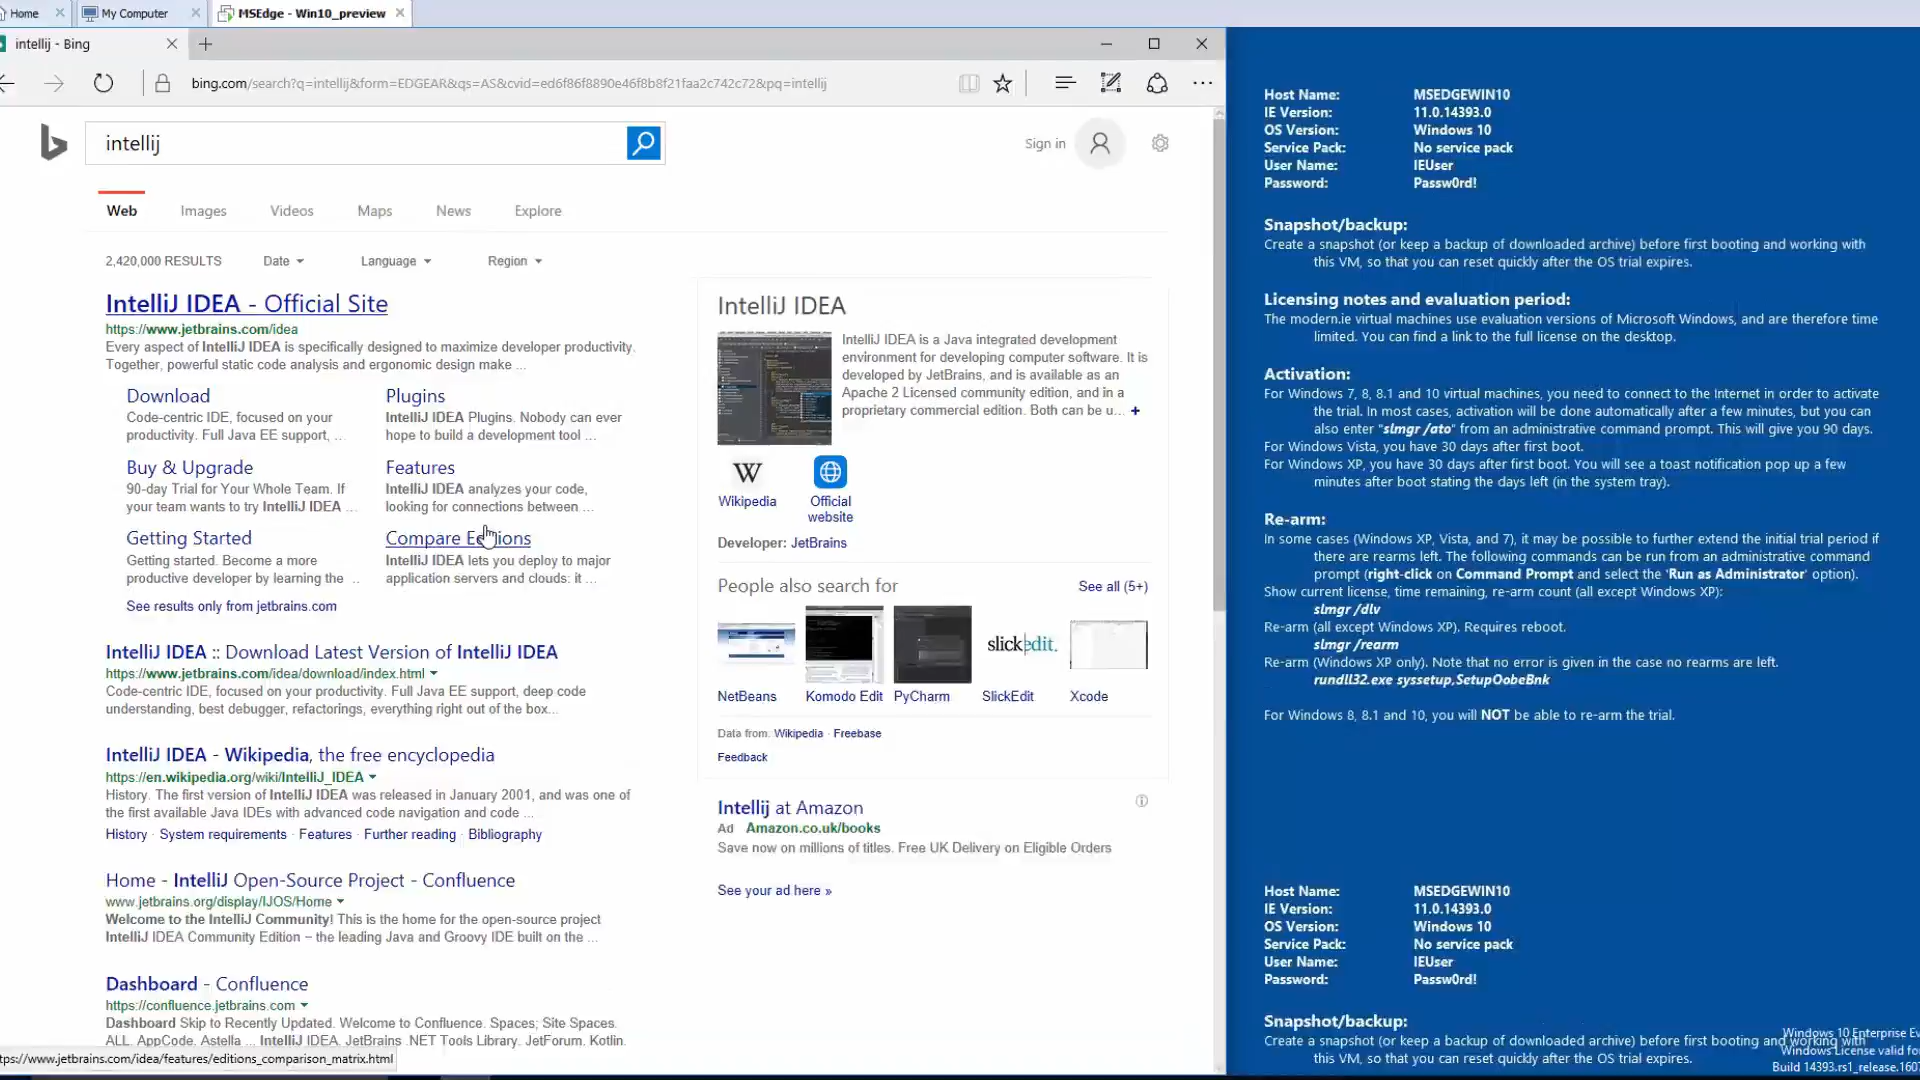 Home
My Computer
MSEdge - Win10_preview
intellij - Bing
bing.com/search?q=intellij&form=EDGEAR&qs=AS&cvid=ed6f86f8890e46f8b8f21faa2c742c72&pq=intellij
intellij
Sign in
Web Images Videos Maps News Explore
2,420,000 RESULTS Date Language Region
IntelliJ IDEA - Official Site
https://www.jetbrains.com/idea
Every aspect of IntelliJ IDEA is specifically designed to maximize developer productivity.
Together, powerful static code analysis and ergonomic design make ...
Download
Code-centric IDE, focused on your
productivity. Full Java EE support, ...
Plugins
IntelliJ IDEA Plugins. Nobody can ever
hope to build a development tool ...
Buy & Upgrade
90-day Trial for Your Whole Team. If
your team wants to try IntelliJ IDEA ...
Features
IntelliJ IDEA analyzes your code,
looking for connections between ...
Getting Started
Getting started. Become a more
productive developer by learning the ...
Compare Editions
IntelliJ IDEA lets you deploy to major
application servers and clouds: it ...
See results only from jetbrains.com
IntelliJ IDEA :: Download Latest Version of IntelliJ IDEA
https://www.jetbrains.com/idea/download/index.html
Code-centric IDE, focused on your productivity. Full Java EE support, deep code
understanding, best debugger, refactorings, everything right out of the box...
IntelliJ IDEA - Wikipedia, the free encyclopedia
https://en.wikipedia.org/wiki/IntelliJ_IDEA
History. The first version of IntelliJ IDEA was released in January 2001, and was one of
the first available Java IDEs with advanced code navigation and code ...
History · System requirements · Features · Further reading · Bibliography
Home - IntelliJ Open-Source Project - Confluence
www.jetbrains.org/display/IJOS/Home
Welcome to the IntelliJ Community! This is the home for the open-source project
IntelliJ IDEA Community Edition – the leading Java and Groovy IDE built on the ...
Dashboard - Confluence
https://confluence.jetbrains.com
Dashboard Skip to Recently Updated. Welcome to Confluence. Spaces; Site Spaces.
ALL. AppCode. Astella ... IntelliJ IDEA. JetBrains .NET Tools Library. JetForum. Kotlin.
tps://www.jetbrains.com/idea/features/editions_comparison_matrix.html
IntelliJ IDEA
IntelliJ IDEA is a Java integrated development
environment for developing computer software. It is
developed by JetBrains, and is available as an
Apache 2 Licensed community edition, and in a
proprietary commercial edition. Both can be u... +
W
Wikipedia
Official
website
Developer: JetBrains
People also search for See all (5+)
slickedit.
NetBeans Komodo Edit PyCharm SlickEdit Xcode
Data from: Wikipedia · Freebase
Feedback
Intellij at Amazon
Ad Amazon.co.uk/books
Save now on millions of titles. Free UK Delivery on Eligible Orders
See your ad here »
Host Name: MSEDGEWIN10
IE Version: 11.0.14393.0
OS Version: Windows 10
Service Pack: No service pack
User Name: IEUser
Password: Passw0rd!
Snapshot/backup:
Create a snapshot (or keep a backup of downloaded archive) before first booting and working with
this VM, so that you can reset quickly after the OS trial expires.
Licensing notes and evaluation period:
The modern.ie virtual machines use evaluation versions of Microsoft Windows, and are therefore time
limited. You can find a link to the full license on the desktop.
Activation:
For Windows 7, 8, 8.1 and 10 virtual machines, you need to connect to the Internet in order to activate
the trial. In most cases, activation will be done automatically after a few minutes, but you can
also enter "slmgr /ato" from an administrative command prompt. This will give you 90 days.
For Windows Vista, you have 30 days after first boot.
For Windows XP, you have 30 days after first boot. You will see a toast notification pop up a few
minutes after boot stating the days left (in the system tray).
Re-arm:
In some cases (Windows XP, Vista, and 7), it may be possible to further extend the initial trial period if
there are rearms left. The following commands can be run from an administrative command
prompt (right-click on Command Prompt and select the 'Run as Administrator' option).
Show current license, time remaining, re-arm count (all except Windows XP):
slmgr /dlv
Re-arm (all except Windows XP). Requires reboot.
slmgr /rearm
Re-arm (Windows XP only). Note that no error is given in the case no rearms are left.
rundll32.exe syssetup,SetupOobeBnk
For Windows 8, 8.1 and 10, you will NOT be able to re-arm the trial.
Host Name: MSEDGEWIN10
IE Version: 11.0.14393.0
OS Version: Windows 10
Service Pack: No service pack
User Name: IEUser
Password: Passw0rd!
Snapshot/backup:
Create a snapshot (or keep a backup of downloaded archive) before first booting and working with
this VM, so that you can reset quickly after the OS trial expires.
Windows 10 Enterprise Ev
Windows License valid for
Build 14393.rs1_release.160